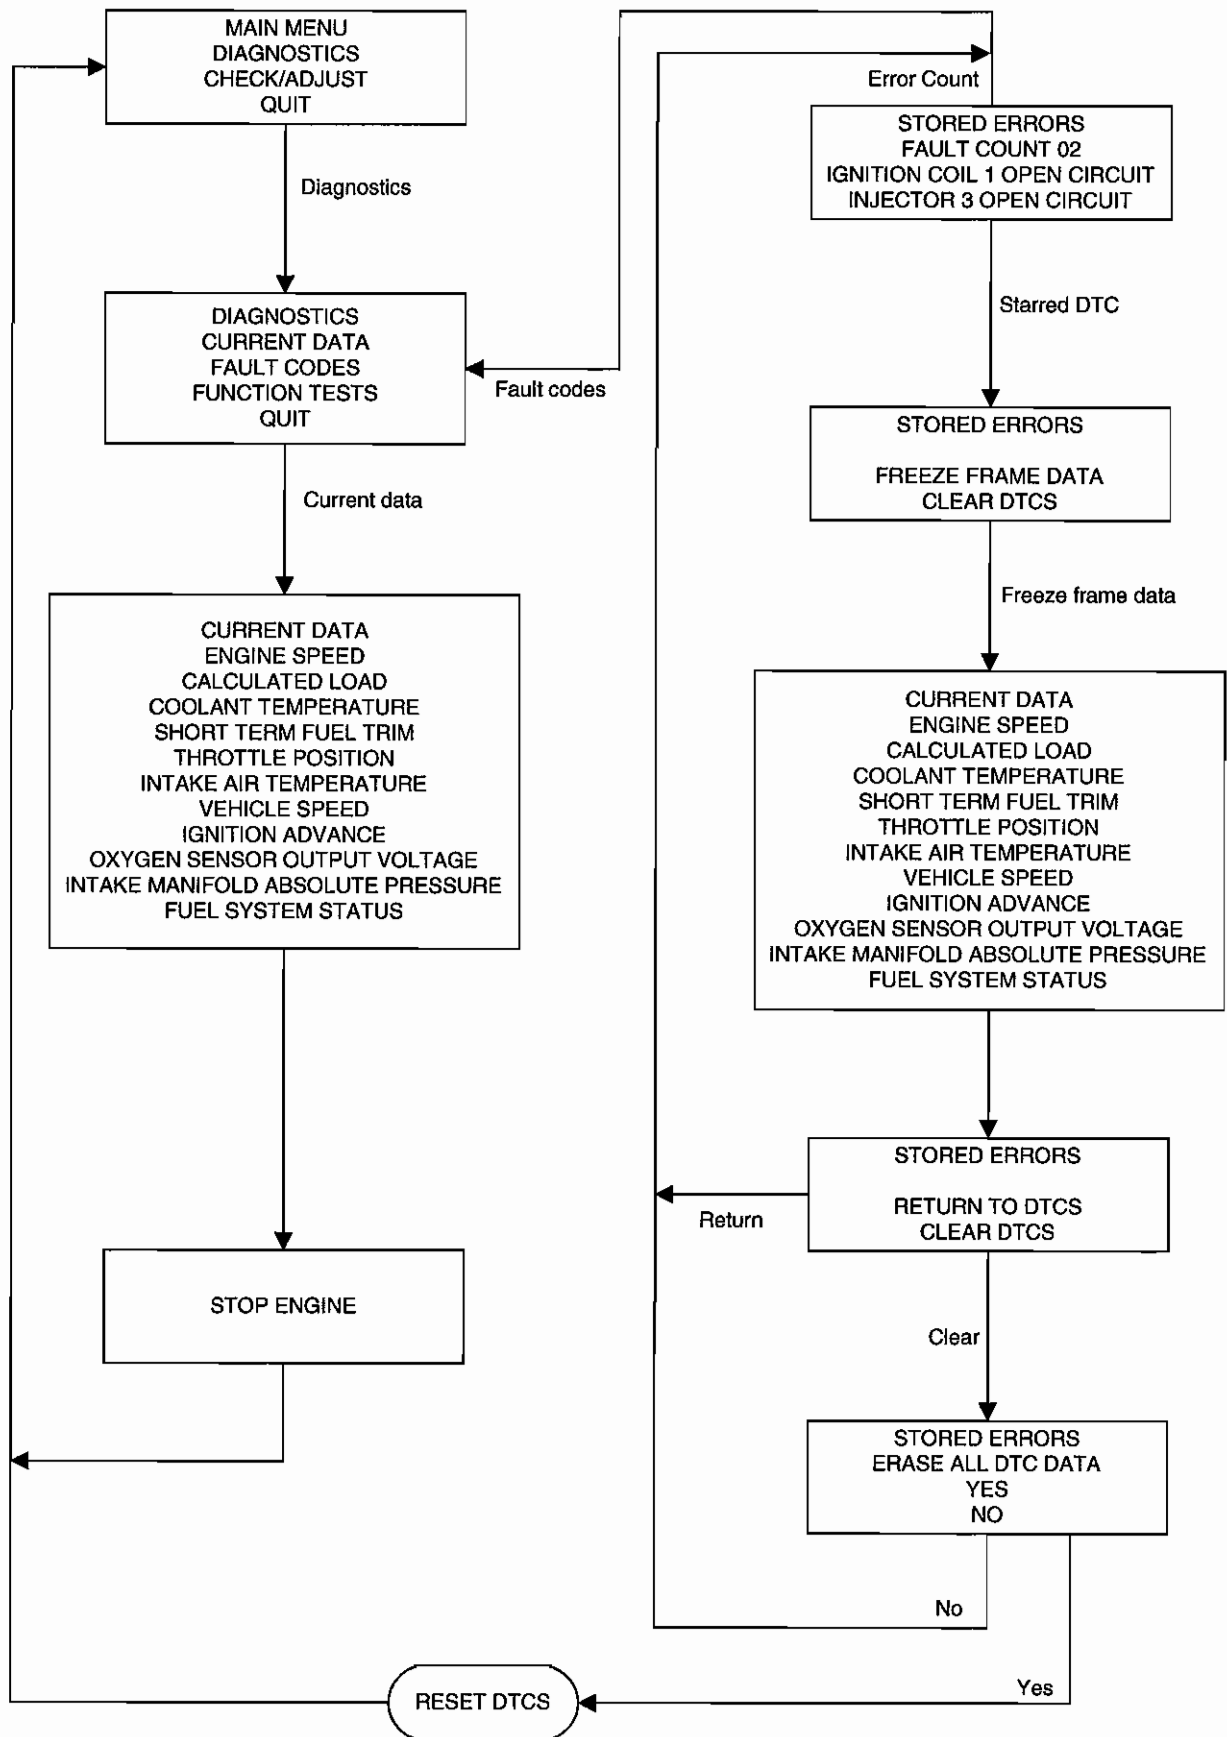 MAIN MENU
DIAGNOSTICS
CHECK/ADJUST
QUIT
Diagnostics
DIAGNOSTICS
CURRENT DATA
FAULT CODES
FUNCTION TESTS
QUIT
Fault codes
Current data
CURRENT DATA
ENGINE SPEED
CALCULATED LOAD
COOLANT TEMPERATURE
SHORT TERM FUEL TRIM
THROTTLE POSITION
INTAKE AIR TEMPERATURE
VEHICLE SPEED
IGNITION ADVANCE
OXYGEN SENSOR OUTPUT VOLTAGE
INTAKE MANIFOLD ABSOLUTE PRESSURE
FUEL SYSTEM STATUS
STOP ENGINE
Error Count
STORED ERRORS
FAULT COUNT 02
IGNITION COIL 1 OPEN CIRCUIT
INJECTOR 3 OPEN CIRCUIT
Starred DTC
STORED ERRORS
FREEZE FRAME DATA
CLEAR DTCS
Freeze frame data
CURRENT DATA
ENGINE SPEED
CALCULATED LOAD
COOLANT TEMPERATURE
SHORT TERM FUEL TRIM
THROTTLE POSITION
INTAKE AIR TEMPERATURE
VEHICLE SPEED
IGNITION ADVANCE
OXYGEN SENSOR OUTPUT VOLTAGE
INTAKE MANIFOLD ABSOLUTE PRESSURE
FUEL SYSTEM STATUS
STORED ERRORS
RETURN TO DTCS
CLEAR DTCS
Return
Clear
STORED ERRORS
ERASE ALL DTC DATA
YES
NO
No
Yes
RESET DTCS